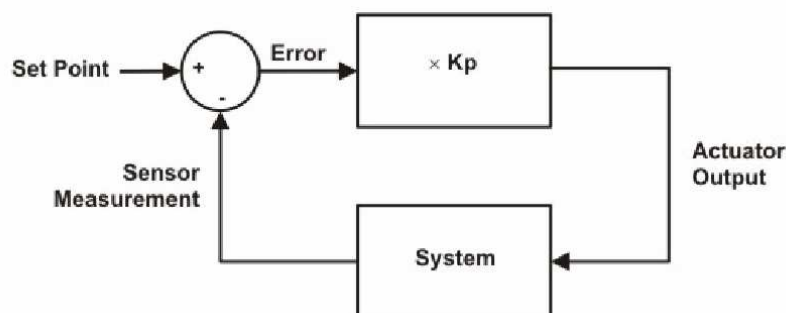 Set Point
+
-
Error
× Kp
Actuator
Output
System
Sensor
Measurement